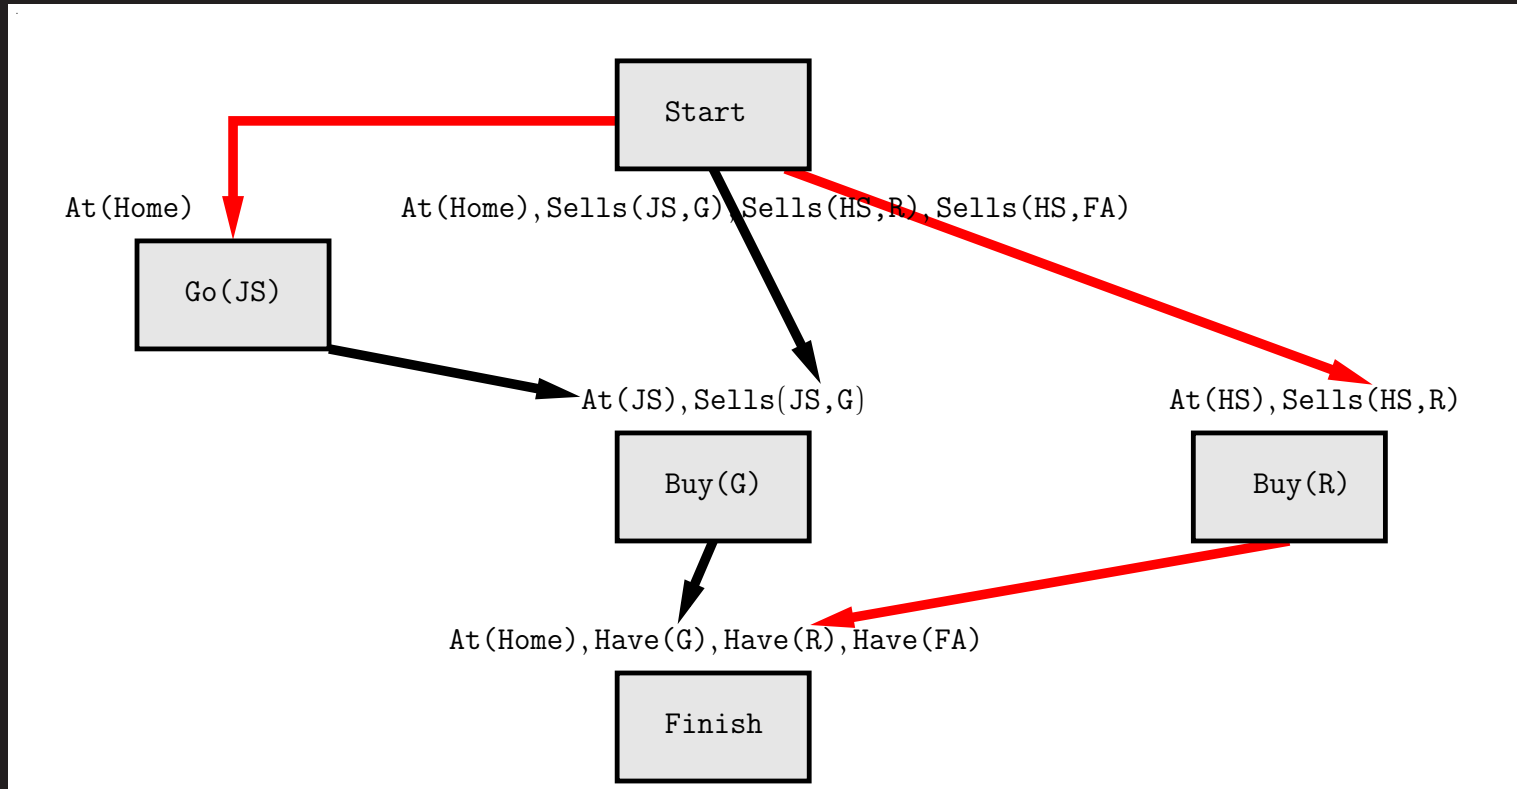 Start
At(Home)
At(Home),Sells(JS,G),Sells(HS,R),Sells(HS,FA)
Go(JS)
At(JS),Sells(JS,G)
At(HS),Sells(HS,R)
Buy(G)
Buy(R)
At(Home),Have(G),Have(R),Have(FA)
Finish